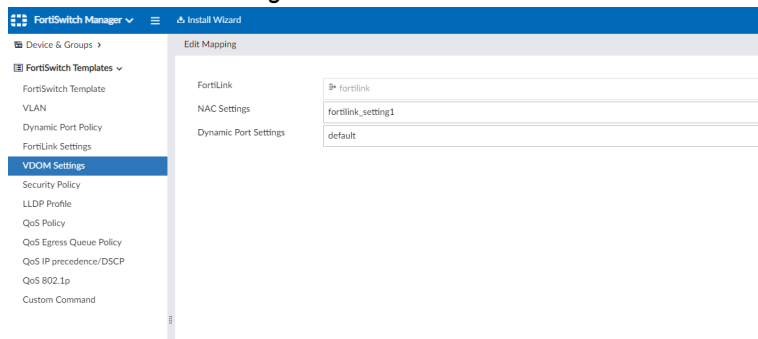 FortiSwitch Manager
Install Wizard
Device & Groups
Edit Mapping
FortiSwitch Templates
FortiSwitch Template
FortiLink
fortilink
VLAN
NAC Settings
fortilink_setting1
Dynamic Port Policy
Dynamic Port Settings
default
FortiLink Settings
VDOM Settings
Security Policy
LLDP Profile
QoS Policy
QoS Egress Queue Policy
QoS IP precedence/DSCP
QoS 802.1p
Custom Command